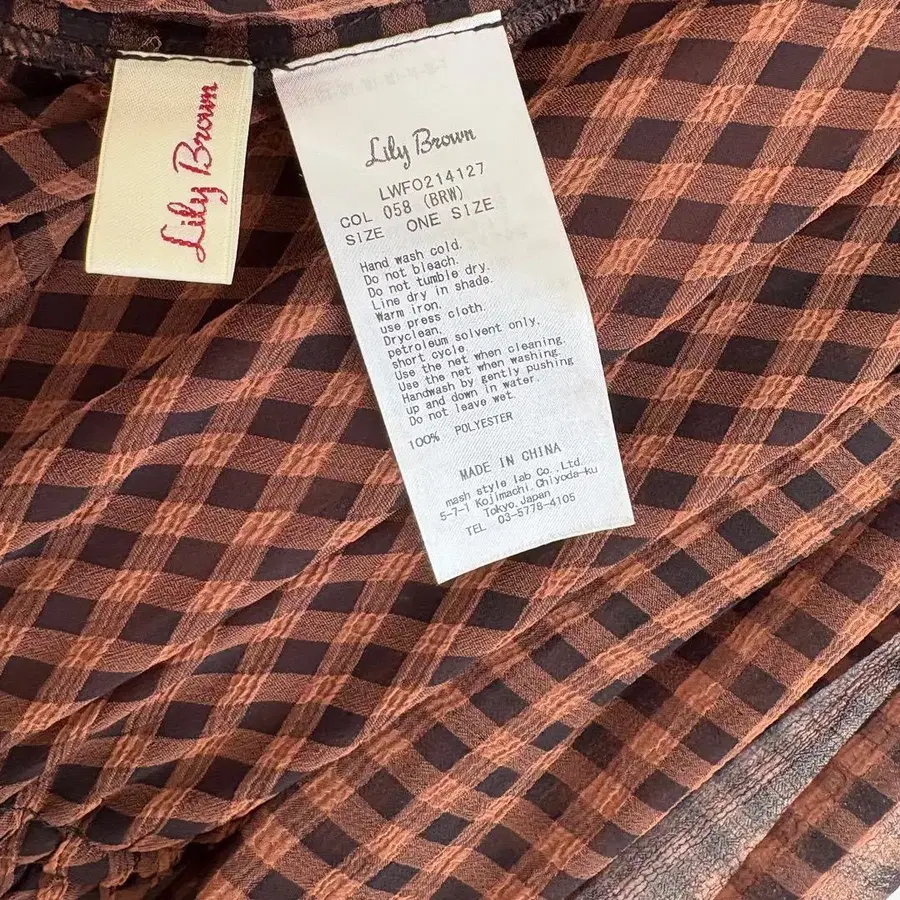 Lily Brown
Lily Brown
LWFO214127
COL 058 (BRW)
SIZE ONE SIZE
Hand wash cold.
Do not bleach.
Do not tumble dry.
Line dry in shade.
Warm iron.
use press cloth.
Dryclean.
petroleum solvent only.
short cycle.
Use the net when cleaning.
Use the net when washing.
Handwash by gently pushing
up and down in water.
Do not leave wet.
100% POLYESTER
MADE IN CHINA
mash style lab Co.,Ltd.
5-7-1 Kojimachi, Chiyoda-ku
Tokyo, Japan
TEL 03-5778-4105